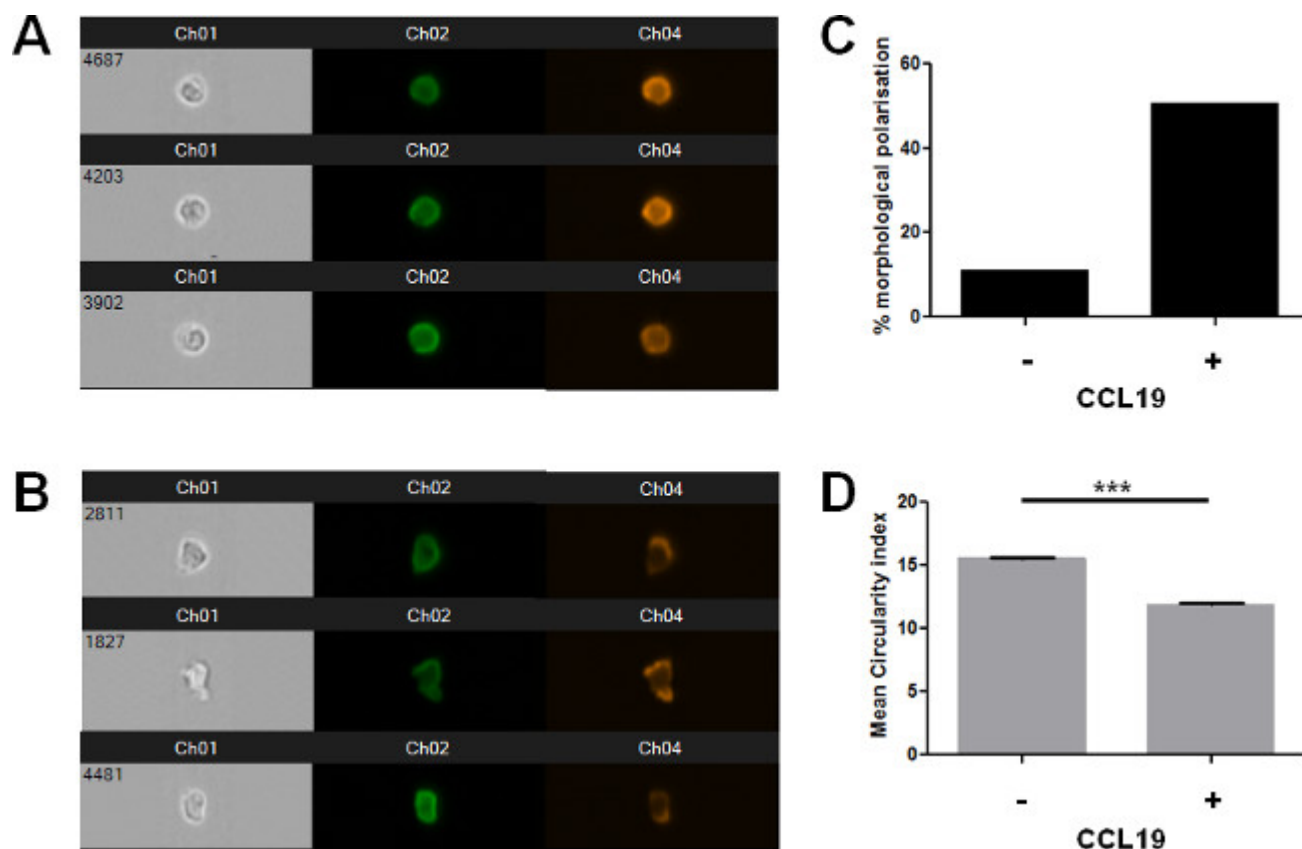 A
Ch01 Ch02 Ch04
4687
Ch01 Ch02 Ch04
4203
Ch01 Ch02 Ch04
3902
B
Ch01 Ch02 Ch04
2811
Ch01 Ch02 Ch04
1827
Ch01 Ch02 Ch04
4481
C
% morphological polarisation
60
40
20
0
- +
CCL19
D
Mean Circularity index
20
15
10
5
0
***
- +
CCL19